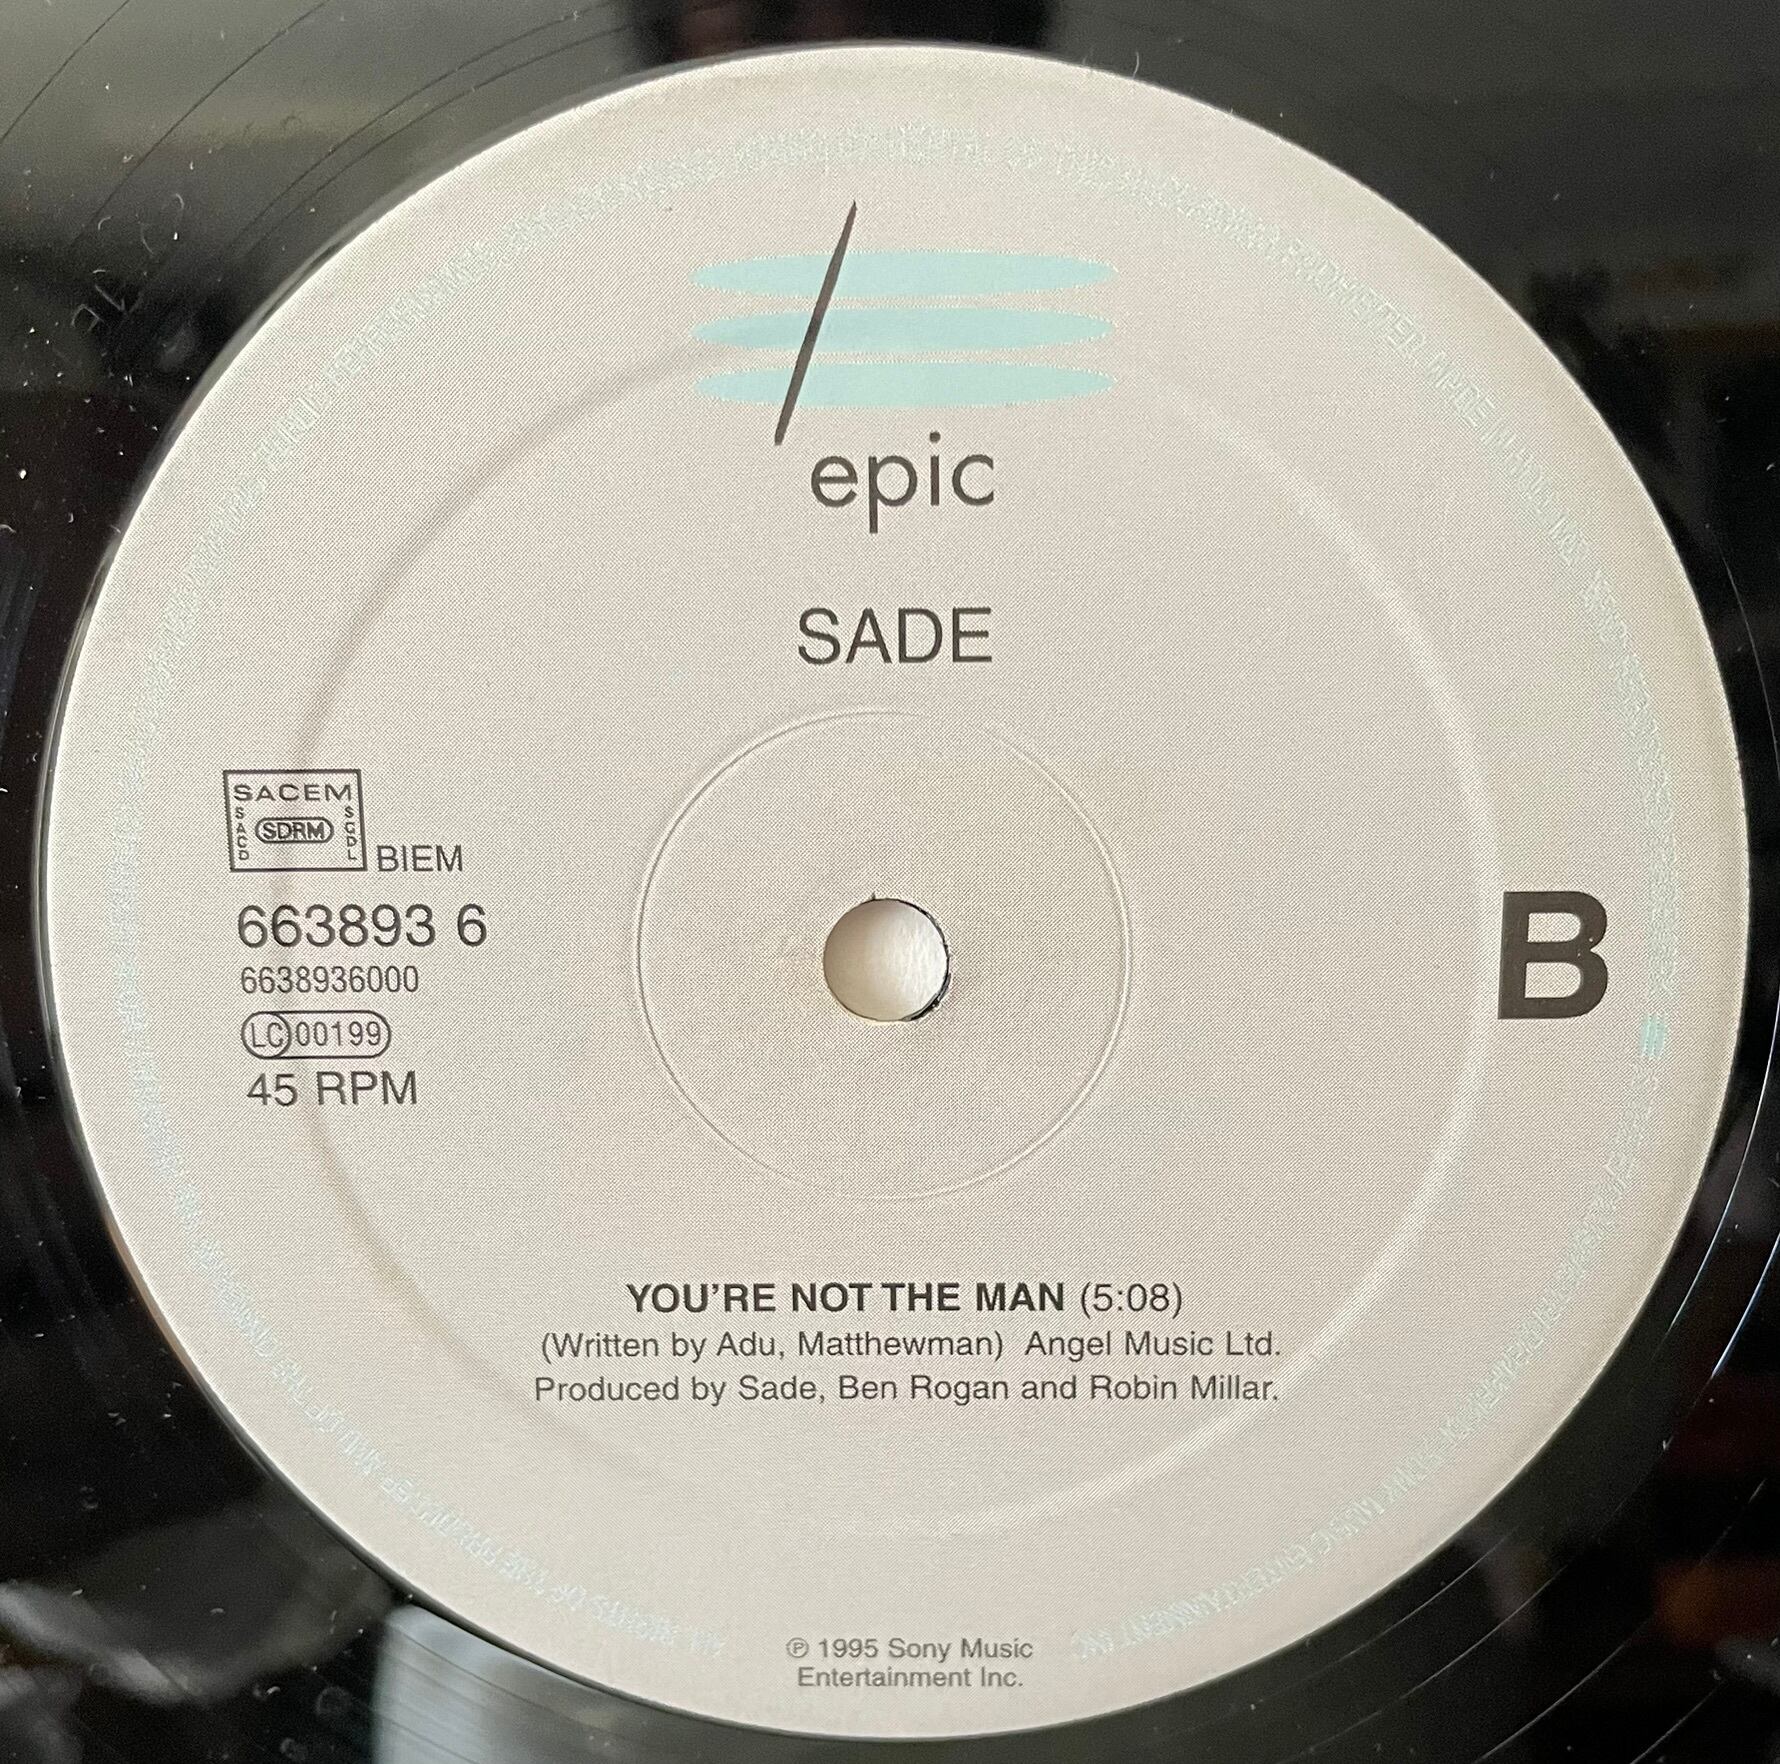 epic
SADE
SACEM
SACD
SDRM
SGDL
BIEM
663893 6
6638936000
LC 00199
45 RPM
B
YOU'RE NOT THE MAN (5:08)
(Written by Adu, Matthewman) Angel Music Ltd.
Produced by Sade, Ben Rogan and Robin Millar.
℗ 1995 Sony Music
Entertainment Inc.